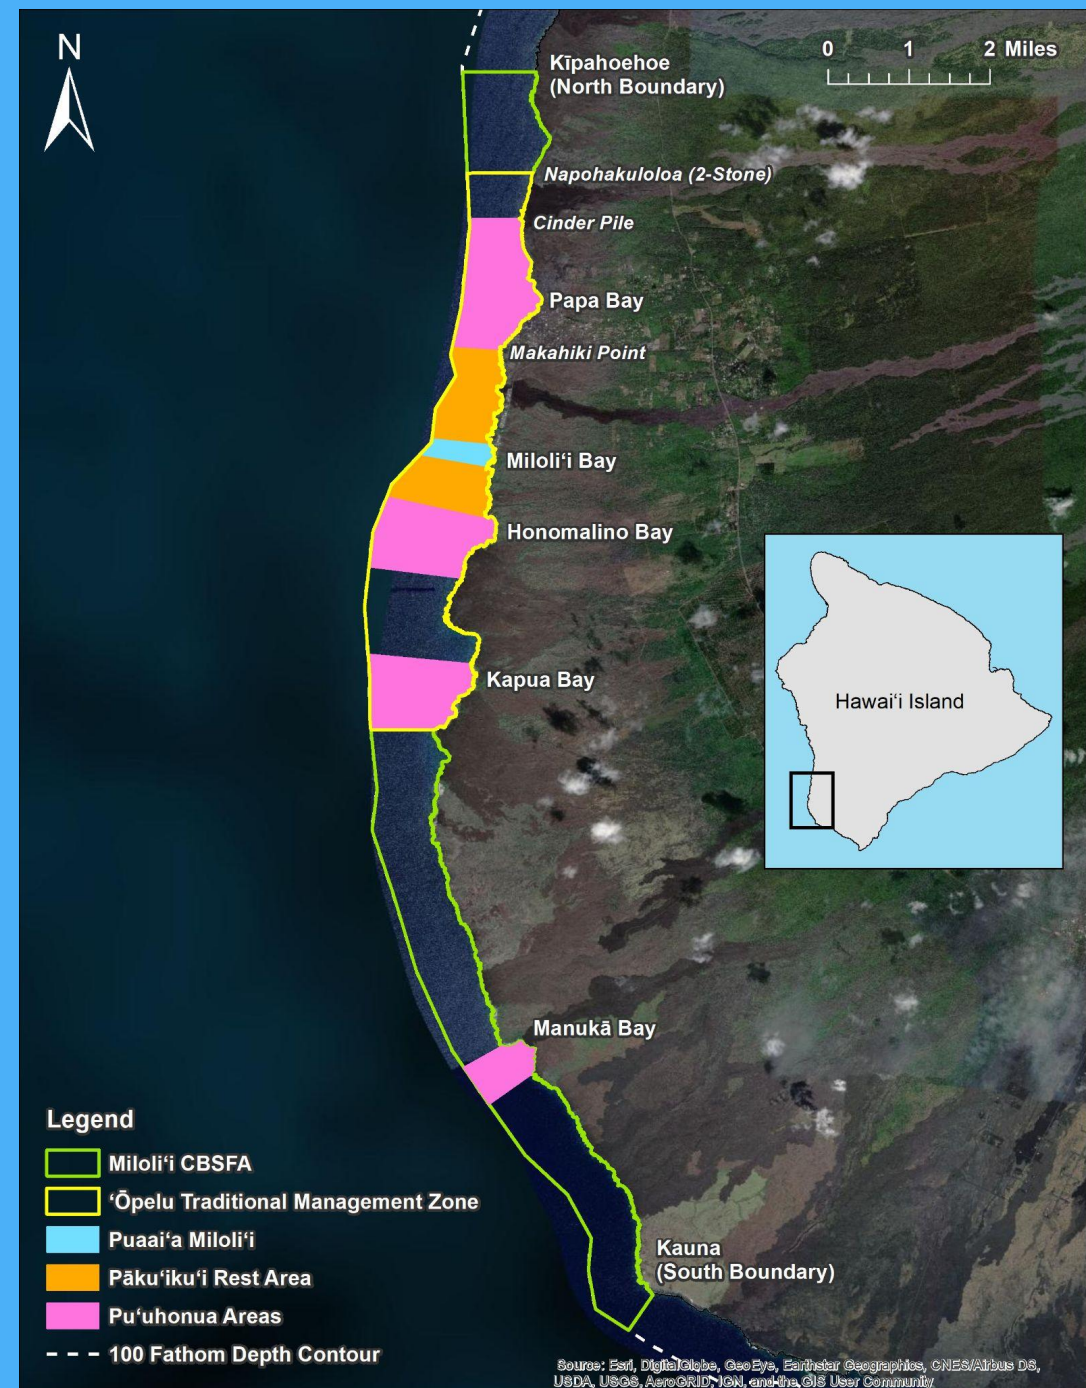 N
0 1 2 Miles
Kīpahoehoe
(North Boundary)
Napohakuloloa (2-Stone)
Cinder Pile
Papa Bay
Makahiki Point
Miloliʻi Bay
Honomalino Bay
Kapua Bay
Hawaiʻi Island
Manukā Bay
Kauna
(South Boundary)
Legend
Miloliʻi CBSFA
ʻŌpelu Traditional Management Zone
Puaaiʻa Miloliʻi
Pākuʻikuʻi Rest Area
Puʻuhonua Areas
100 Fathom Depth Contour
Source: Esri, DigitalGlobe, GeoEye, Earthstar Geographics, CNES/Airbus DS,
USDA, USGS, AeroGRID, IGN, and the GIS User Community